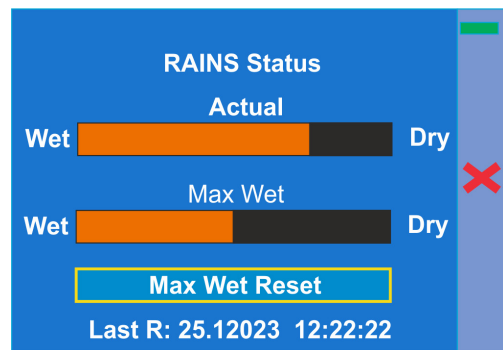 RAINS Status
Actual
Wet Dry
Max Wet
Wet Dry
Max Wet Reset
Last R: 25.12023 12:22:22